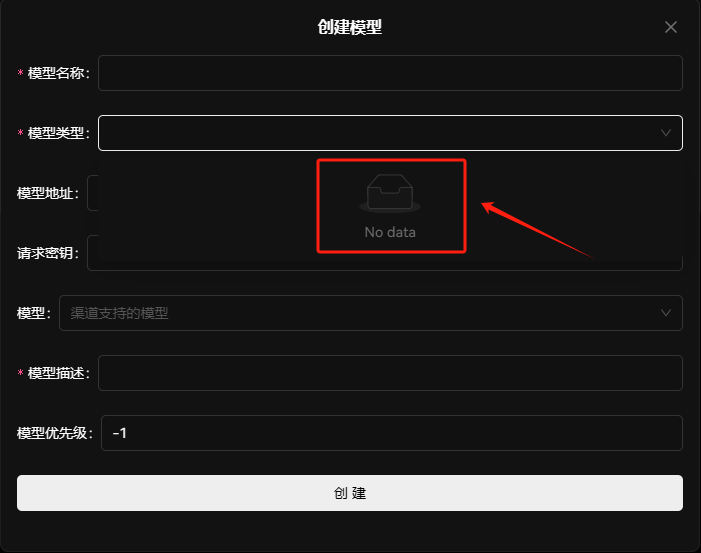 创建模型
* 模型名称:
* 模型类型:
模型地址:
No data
请求密钥:
模型: 渠道支持的模型
* 模型描述:
模型优先级: -1
创 建